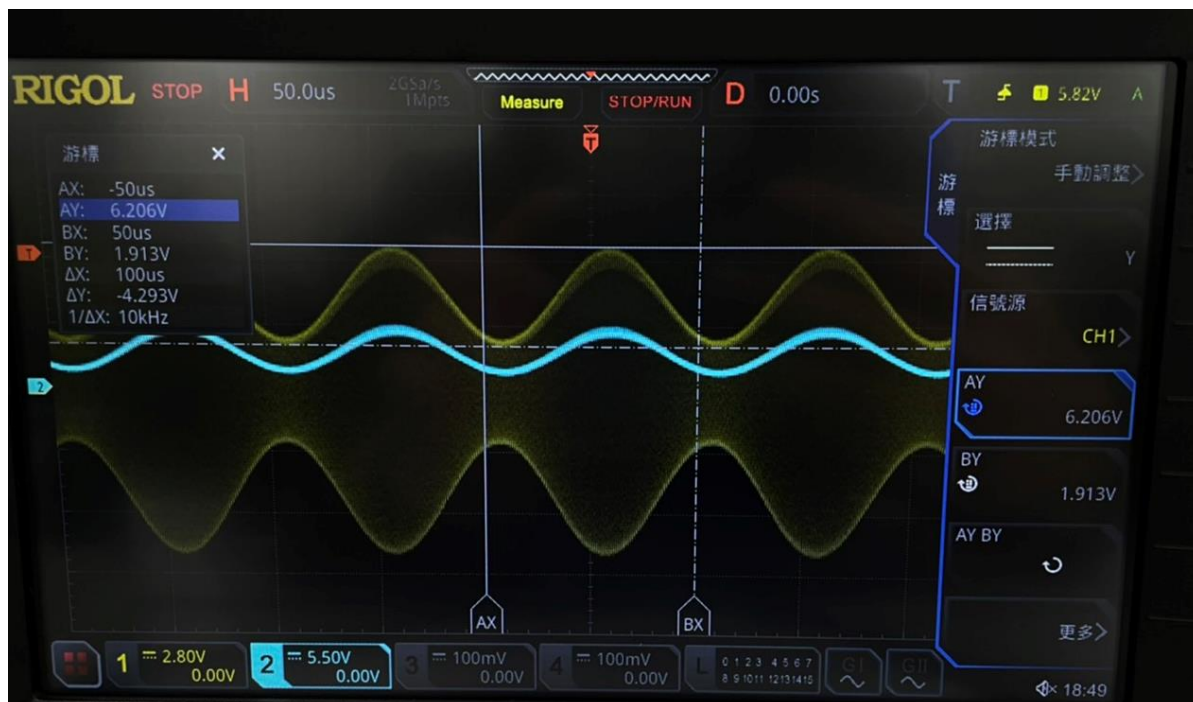 RIGOL STOP H 50.0us 2GSa/s 1Mpts Measure STOP/RUN D 0.00s T 1 5.82V A
游標 ×
AX: -50us
AY: 6.206V
BX: 50us
BY: 1.913V
ΔX: 100us
ΔY: -4.293V
1/ΔX: 10kHz
T
T
2
AX
BX
游標
游標模式
手動調整>
選擇
Y
信號源
CH1>
AY
6.206V
BY
1.913V
AY BY
更多>
1 2.80V 0.00V
2 5.50V 0.00V
3 100mV 0.00V
4 100mV 0.00V
L 0 1 2 3 4 5 6 7
8 9 10 11 12 13 14 15
GI
GII
18:49